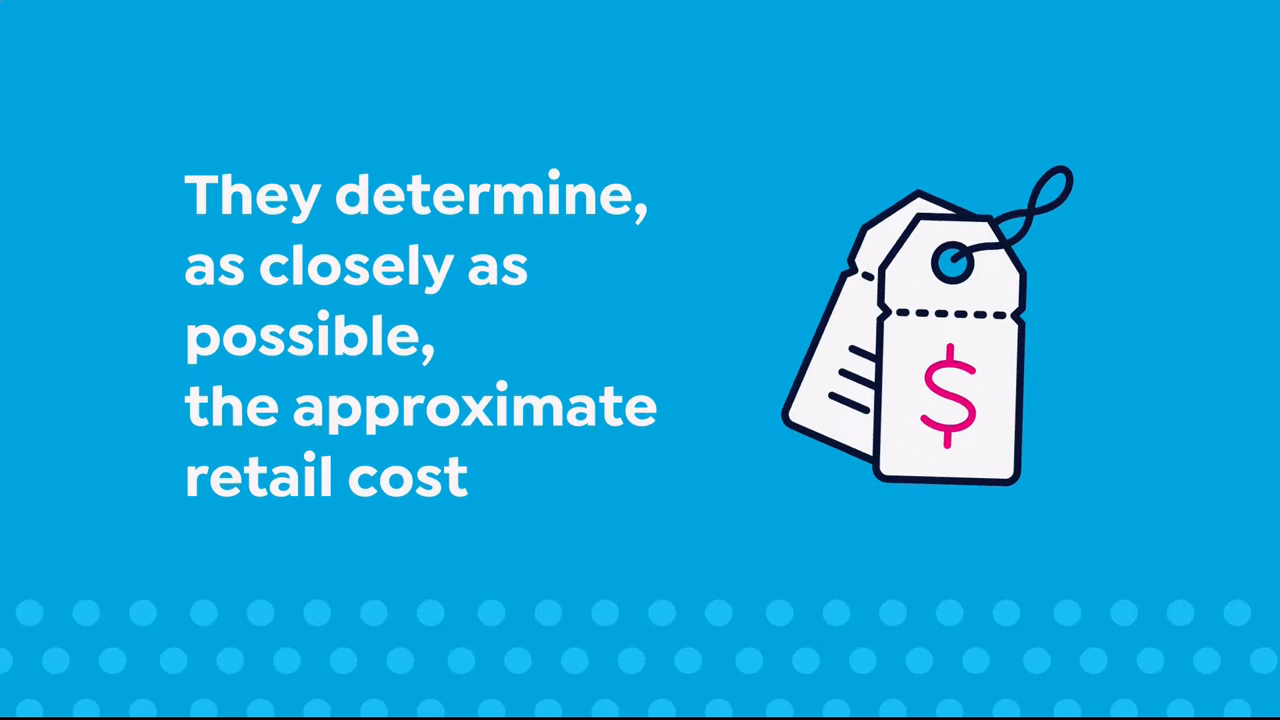 They determine,
as closely as
possible,
the approximate
retail cost
$